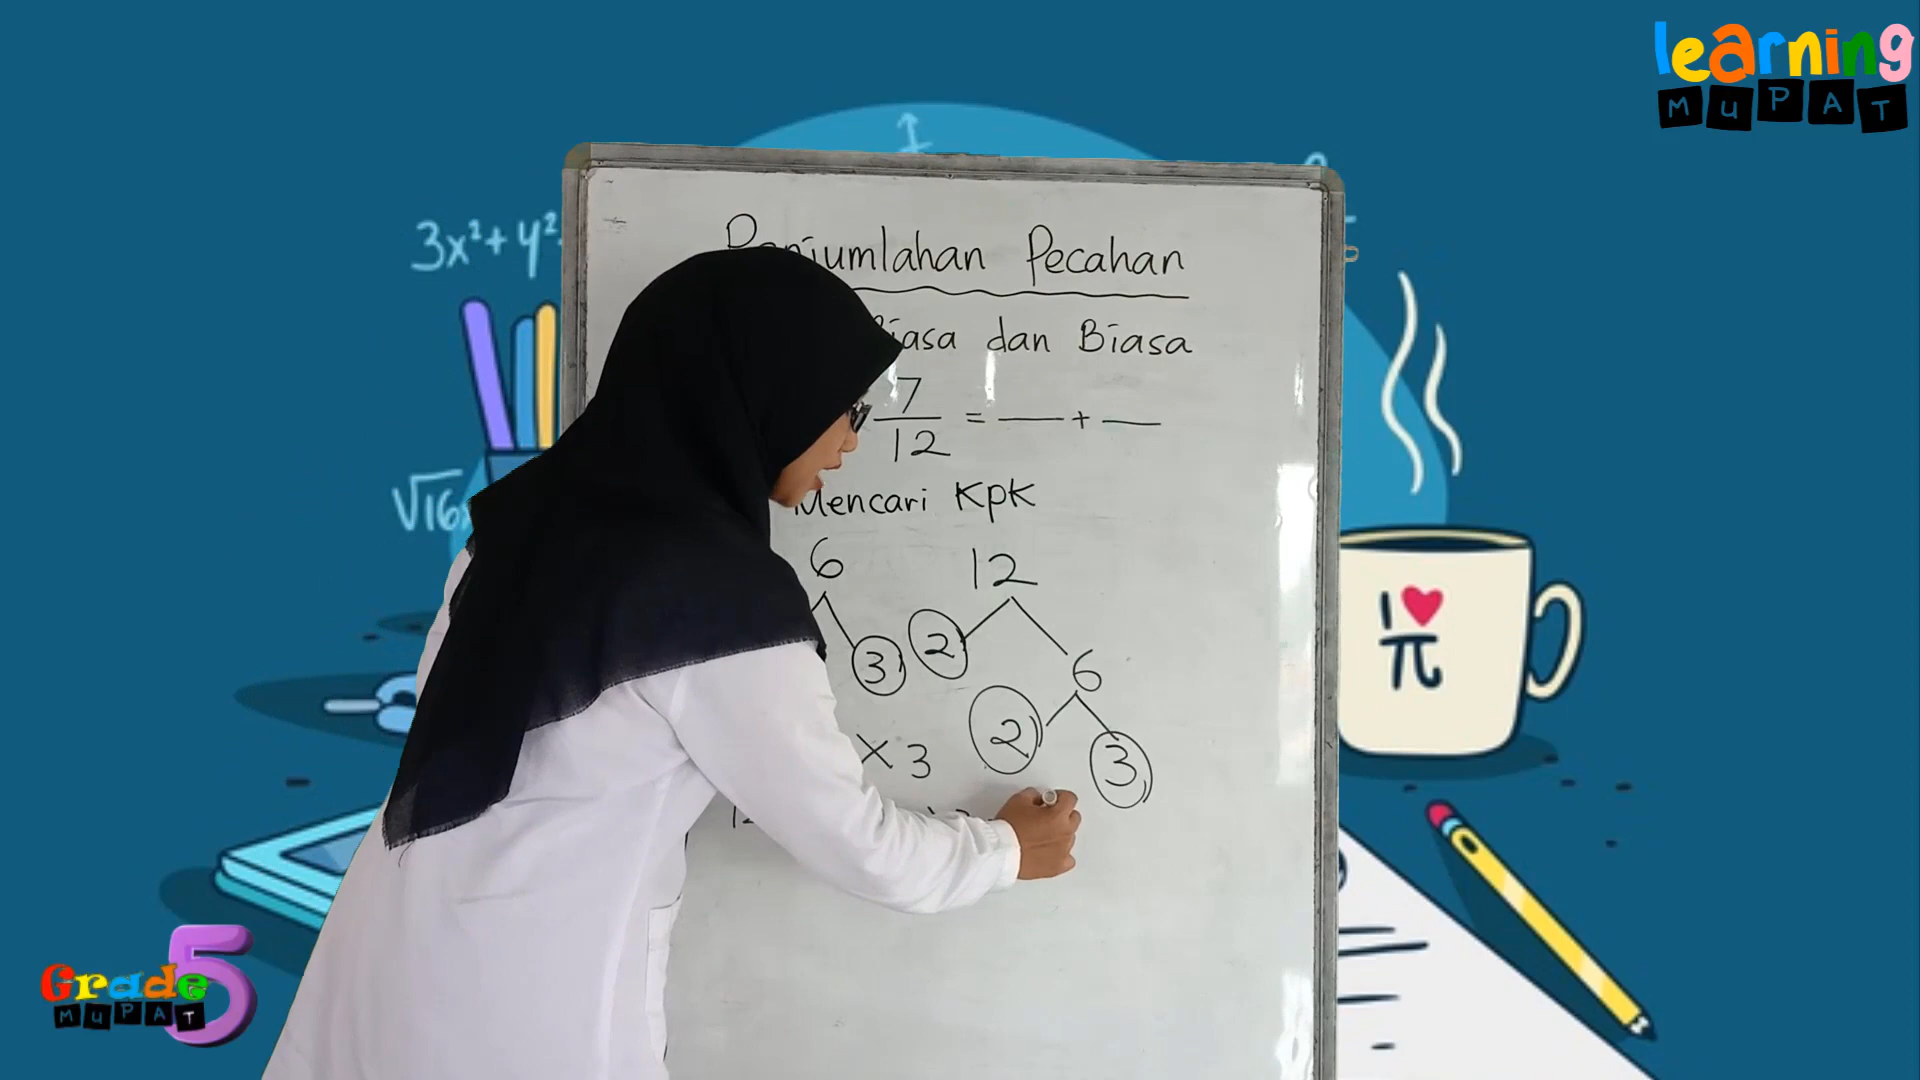 learning
MUPAT
3x²+y²
Penjumlahan Pecahan
Biasa dan Biasa
7
12 = — + —
√16
Mencari KPK
6 12
3 2
6
2 3
x 3
I ♥
π
Grade 5
MUPAT